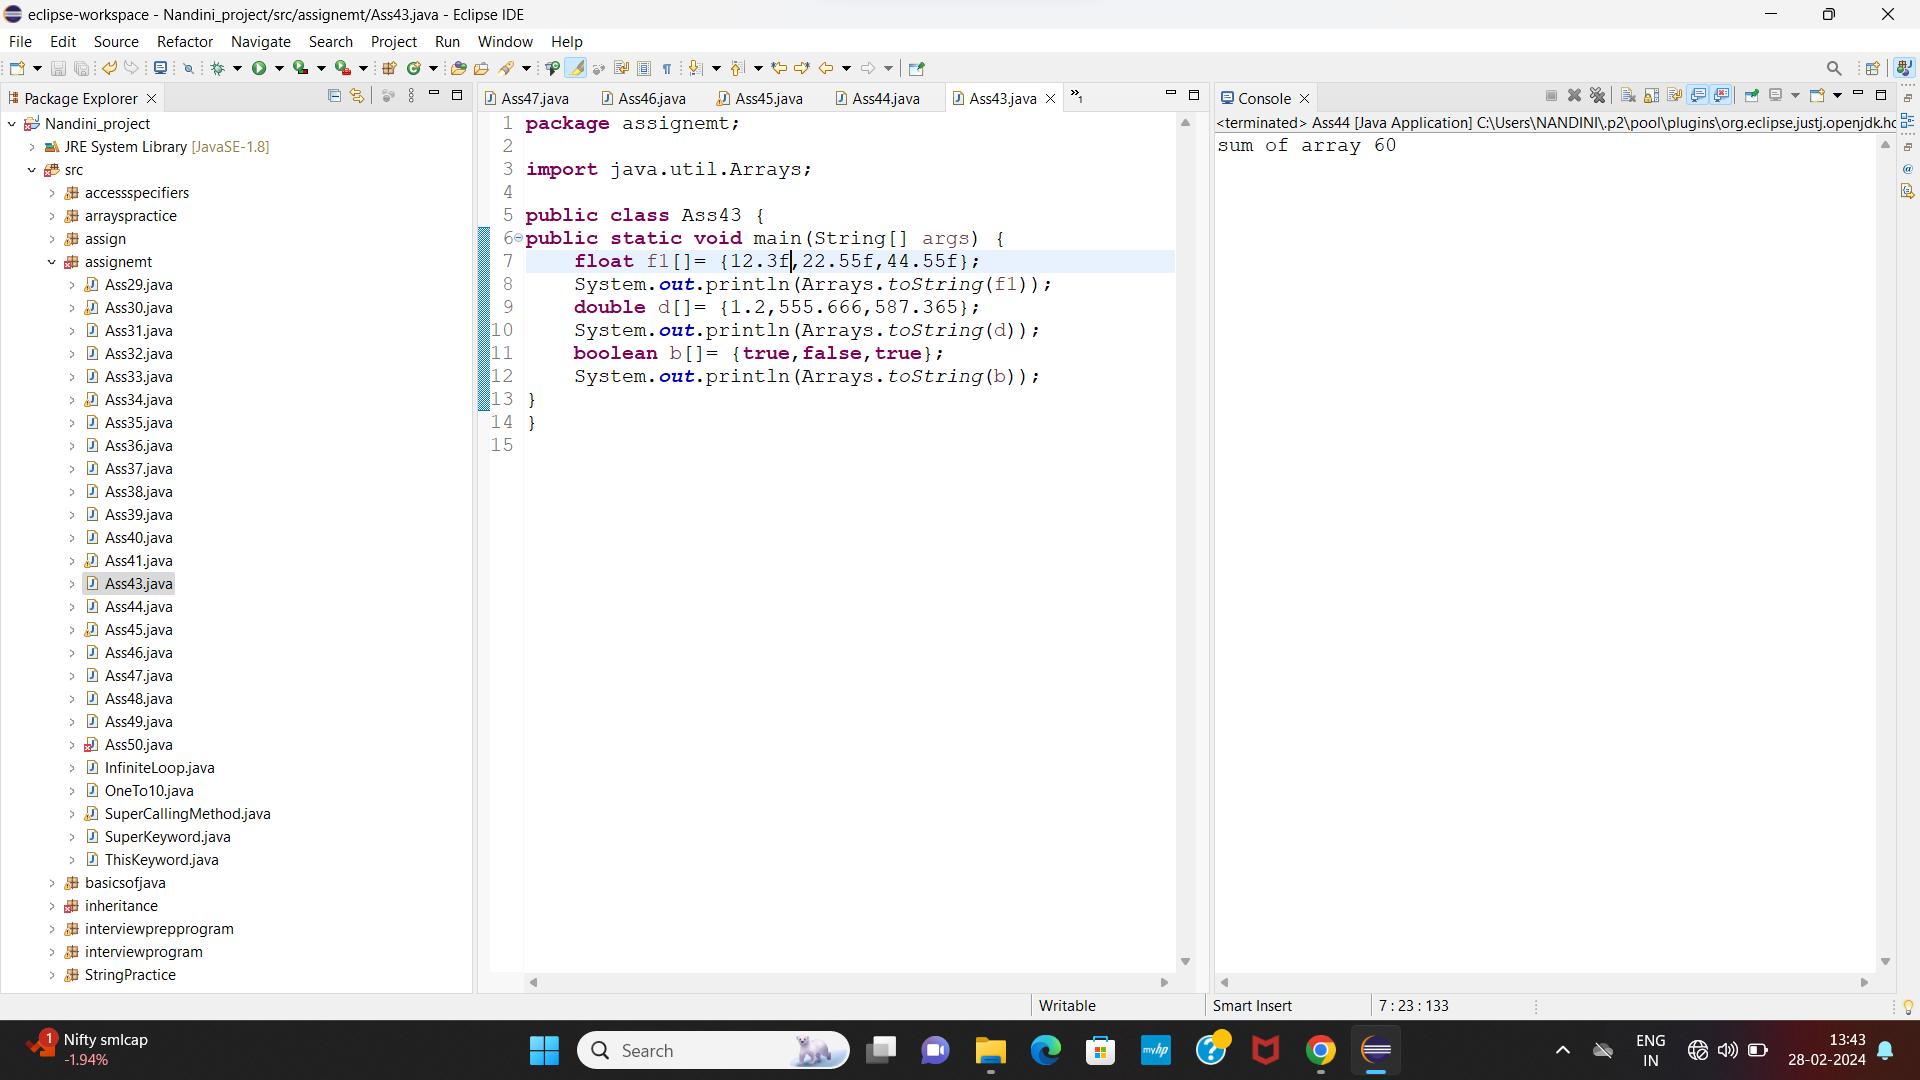 eclipse-workspace - Nandini_project/src/assignemt/Ass43.java - Eclipse IDE
File Edit Source Refactor Navigate Search Project Run Window Help
Package Explorer
Nandini_project
JRE System Library [JavaSE-1.8]
src
accessspecifiers
arrayspractice
assign
assignemt
Ass29.java
Ass30.java
Ass31.java
Ass32.java
Ass33.java
Ass34.java
Ass35.java
Ass36.java
Ass37.java
Ass38.java
Ass39.java
Ass40.java
Ass41.java
Ass43.java
Ass44.java
Ass45.java
Ass46.java
Ass47.java
Ass48.java
Ass49.java
Ass50.java
InfiniteLoop.java
OneTo10.java
SuperCallingMethod.java
SuperKeyword.java
ThisKeyword.java
basicsofjava
inheritance
interviewprepprogram
interviewprogram
StringPractice
Ass47.java Ass46.java Ass45.java Ass44.java Ass43.java »1
1 package assignemt;
2
3 import java.util.Arrays;
4
5 public class Ass43 {
6 public static void main(String[] args) {
7 float f1[]= {12.3f,22.55f,44.55f};
8 System.out.println(Arrays.toString(f1));
9 double d[]= {1.2,555.666,587.365};
10 System.out.println(Arrays.toString(d));
11 boolean b[]= {true,false,true};
12 System.out.println(Arrays.toString(b));
13 }
14 }
15
Console
<terminated> Ass44 [Java Application] C:\Users\NANDINI\.p2\pool\plugins\org.eclipse.justj.openjdk.ho
sum of array 60
Writable Smart Insert 7 : 23 : 133
1
Nifty smlcap
-1.94%
Search
myhp
ENG
IN
13:43
28-02-2024